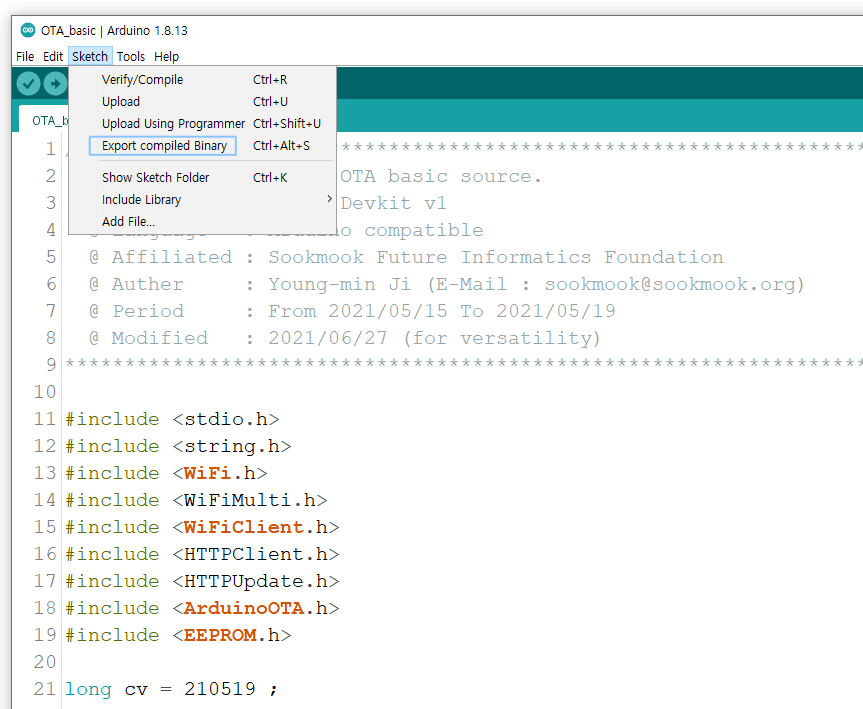 OTA_basic | Arduino 1.8.13
File Edit Sketch Tools Help
Verify/Compile Ctrl+R
Upload Ctrl+U
Upload Using Programmer Ctrl+Shift+U
Export compiled Binary Ctrl+Alt+S
Show Sketch Folder Ctrl+K
Include Library >
Add File...
OTA_b
1 /**********************************************
2 OTA basic source.
3 Devkit v1
4 compatible
5 @ Affiliated : Sookmook Future Informatics Foundation
6 @ Auther : Young-min Ji (E-Mail : sookmook@sookmook.org)
7 @ Period : From 2021/05/15 To 2021/05/19
8 @ Modified : 2021/06/27 (for versatility)
9 *******************************************************************
10
11 #include <stdio.h>
12 #include <string.h>
13 #include <WiFi.h>
14 #include <WiFiMulti.h>
15 #include <WiFiClient.h>
16 #include <HTTPClient.h>
17 #include <HTTPUpdate.h>
18 #include <ArduinoOTA.h>
19 #include <EEPROM.h>
20
21 long cv = 210519 ;